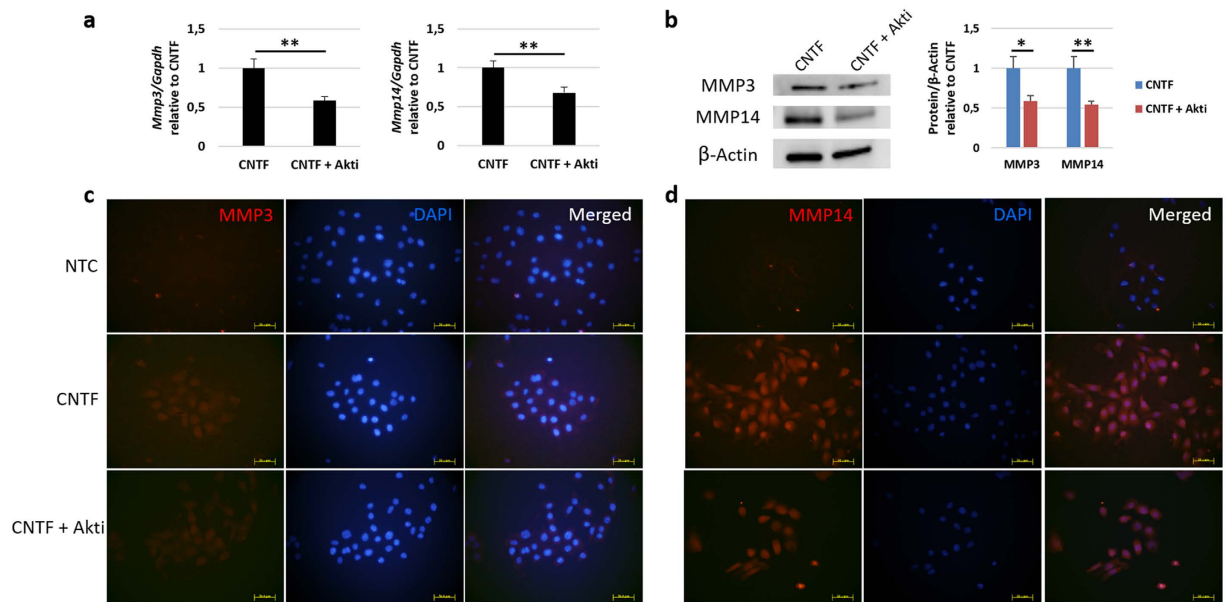 a
1,5
1
0,5
0
Mmp3/Gapdh
relative to CNTF
**
CNTF
CNTF + Akti
1,5
1
0,5
0
Mmp14/Gapdh
relative to CNTF
**
CNTF
CNTF + Akti
b
CNTF
CNTF + Akti
MMP3
MMP14
β-Actin
Protein/β-Actin
relative to CNTF
1,5
1
0,5
0
*
**
MMP3
MMP14
CNTF
CNTF + Akti
c
MMP3
DAPI
Merged
NTC
CNTF
CNTF + Akti
d
MMP14
DAPI
Merged